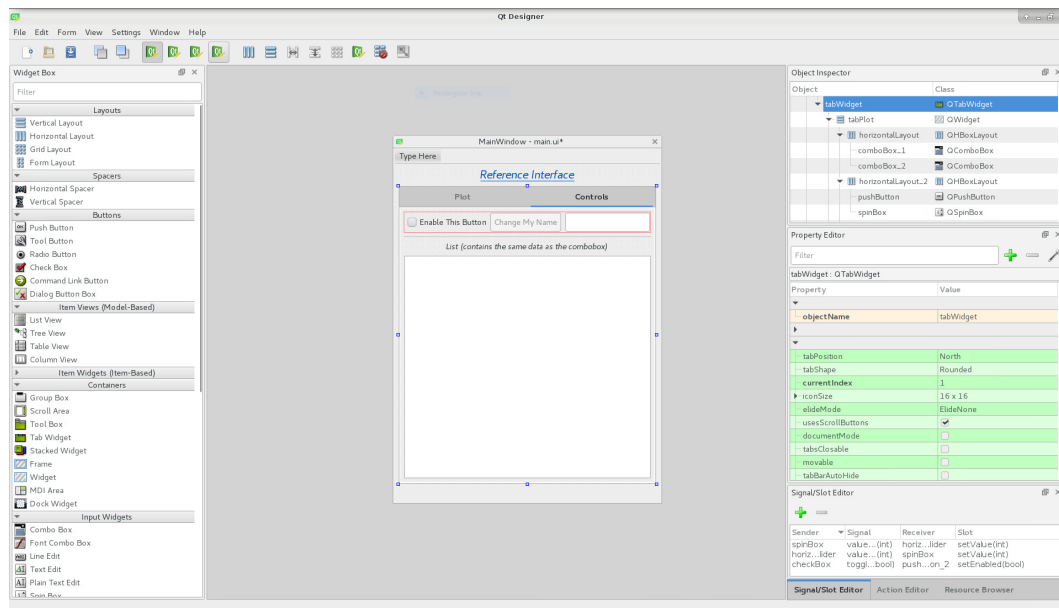 Qt Designer
File Edit Form View Settings Window Help
Widget Box
Filter
Layouts
Vertical Layout
Horizontal Layout
Grid Layout
Form Layout
Spacers
Horizontal Spacer
Vertical Spacer
Buttons
Push Button
Tool Button
Radio Button
Check Box
Command Link Button
Dialog Button Box
Item Views (Model-Based)
List View
Tree View
Table View
Column View
Item Widgets (Item-Based)
Containers
Group Box
Scroll Area
Tool Box
Tab Widget
Stacked Widget
Frame
Widget
MDI Area
Dock Widget
Input Widgets
Combo Box
Font Combo Box
Line Edit
Text Edit
Plain Text Edit
Spin Box
MainWindow - main.ui*
Type Here
Reference Interface
Plot Controls
Enable This Button Change My Name
List (contains the same data as the combobox)
Object Inspector
Object Class
tabWidget QTabWidget
tabPlot QWidget
horizontalLayout QHBoxLayout
comboBox_1 QComboBox
comboBox_2 QComboBox
horizontalLayout_2 QHBoxLayout
pushButton QPushButton
spinBox QSpinBox
Property Editor
Filter
tabWidget : QTabWidget
Property Value
objectName tabWidget
tabPosition North
tabShape Rounded
currentIndex 1
iconSize 16 x 16
elideMode ElideNone
usesScrollButtons
documentMode
tabsClosable
movable
tabBarAutoHide
Signal/Slot Editor
Sender Signal Receiver Slot
spinBox value...(int) horiz...lider setValue(int)
horiz...lider value...(int) spinBox setValue(int)
checkBox toggl...bool) push...on_2 setEnabled(bool)
Signal/Slot Editor Action Editor Resource Browser